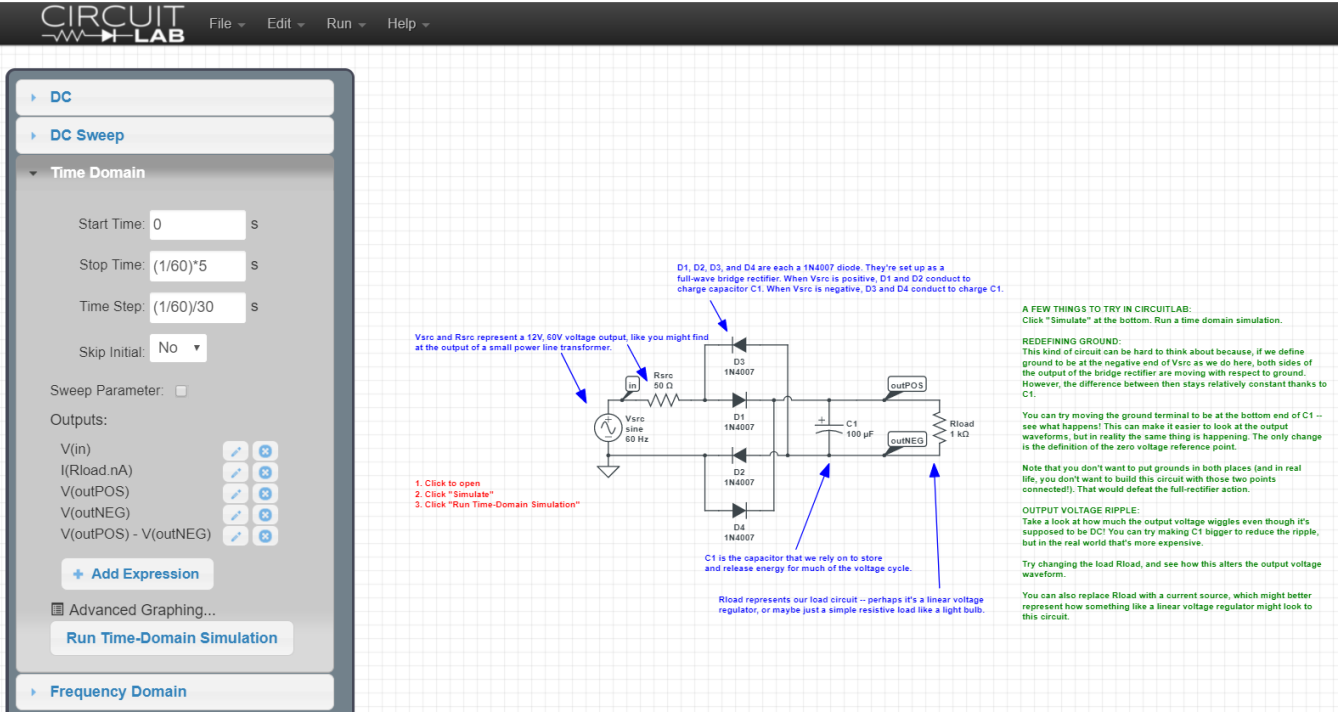 CIRCUIT
LAB
File
Edit
Run
Help
DC
DC Sweep
Time Domain
Start Time: 0 s
Stop Time: (1/60)*5 s
Time Step: (1/60)/30 s
Skip Initial: No
Sweep Parameter:
Outputs:
V(in)
I(Rload.nA)
V(outPOS)
V(outNEG)
V(outPOS) - V(outNEG)
+ Add Expression
Advanced Graphing...
Run Time-Domain Simulation
Frequency Domain
D1, D2, D3, and D4 are each a 1N4007 diode. They're set up as a
full-wave bridge rectifier. When Vsrc is positive, D1 and D2 conduct to
charge capacitor C1. When Vsrc is negative, D3 and D4 conduct to charge C1.
Vsrc and Rsrc represent a 12V, 60V voltage output, like you might find
at the output of a small power line transformer.
D3
1N4007
Rsrc
50 Ω
in
D1
1N4007
Vsrc
sine
60 Hz
D2
1N4007
D4
1N4007
outPOS
+
C1
100 µF
outNEG
Rload
1 kΩ
1. Click to open
2. Click "Simulate"
3. Click "Run Time-Domain Simulation"
C1 is the capacitor that we rely on to store
and release energy for much of the voltage cycle.
Rload represents our load circuit -- perhaps it's a linear voltage
regulator, or maybe just a simple resistive load like a light bulb.
A FEW THINGS TO TRY IN CIRCUITLAB:
Click "Simulate" at the bottom. Run a time domain simulation.
REDEFINING GROUND:
This kind of circuit can be hard to think about because, if we define
ground to be at the negative end of Vsrc as we do here, both sides of
the output of the bridge rectifier are moving with respect to ground.
However, the difference between then stays relatively constant thanks to
C1.
You can try moving the ground terminal to be at the bottom end of C1 --
see what happens! This can make it easier to look at the output
waveforms, but in reality the same thing is happening. The only change
is the definition of the zero voltage reference point.
Note that you don't want to put grounds in both places (and in real
life, you don't want to build this circuit with those two points
connected!). That would defeat the full-rectifier action.
OUTPUT VOLTAGE RIPPLE:
Take a look at how much the output voltage wiggles even though it's
supposed to be DC! You can try making C1 bigger to reduce the ripple,
but in the real world that's more expensive.
Try changing the load Rload, and see how this alters the output voltage
waveform.
You can also replace Rload with a current source, which might better
represent how something like a linear voltage regulator might look to
this circuit.